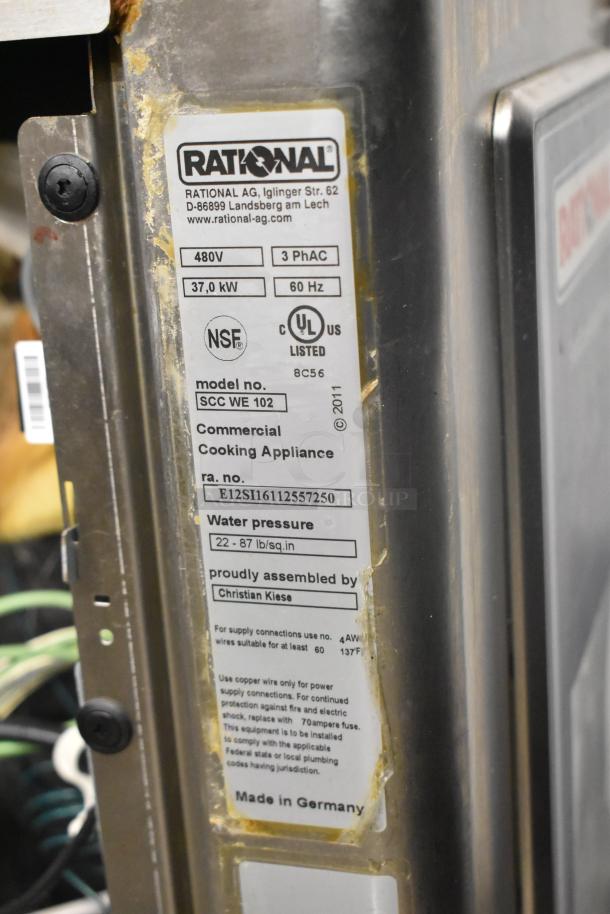 RATIONAL
RATIONAL AG, Iglinger Str. 62
D-86899 Landsberg am Lech
www.rational-ag.com
480V 3 PhAC
37,0 kW 60 Hz
NSF
C UL US
LISTED
8C56
model no.
SCC WE 102
© 2011
Commercial
Cooking Appliance
ra. no.
E12SI16112557250
GROUP
Water pressure
22 - 87 lb/sq.in
proudly assembled by
Christian Kiese
For supply connections use no. 4AW
wires suitable for at least 60 137°F
Use copper wire only for power
supply connections. For continued
protection against fire and electric
shock, replace with 70ampere fuse.
This equipment is to be installed
to comply with the applicable
Federal state or local plumbing
codes having jurisdiction.
Made in Germany